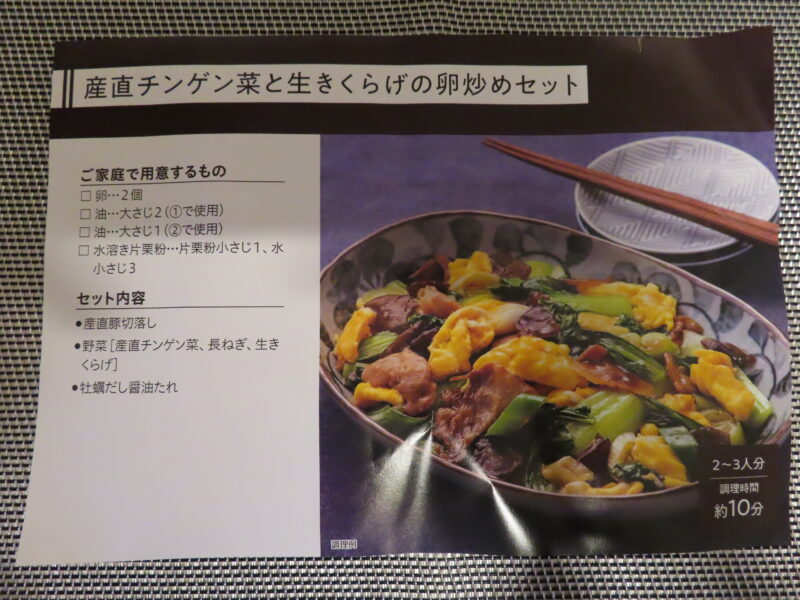 産直チンゲン菜と生きくらげの卵炒めセット
ご家庭で用意するもの
□ 卵…2個
□ 油…大さじ2(①で使用)
□ 油…大さじ1(②で使用)
□ 水溶き片栗粉…片栗粉小さじ1、水
小さじ3
セット内容
●産直豚切落し
●野菜[産直チンゲン菜、長ねぎ、生き
くらげ]
●牡蠣だし醤油たれ
2〜3人分
調理時間
約10分
調理例